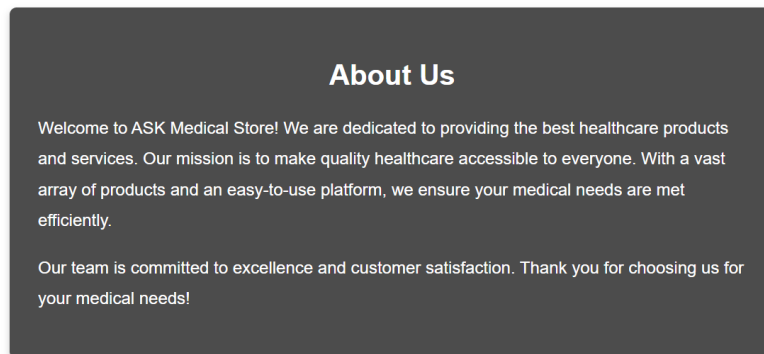 About Us
Welcome to ASK Medical Store! We are dedicated to providing the best healthcare products
and services. Our mission is to make quality healthcare accessible to everyone. With a vast
array of products and an easy-to-use platform, we ensure your medical needs are met
efficiently.
Our team is committed to excellence and customer satisfaction. Thank you for choosing us for
your medical needs!